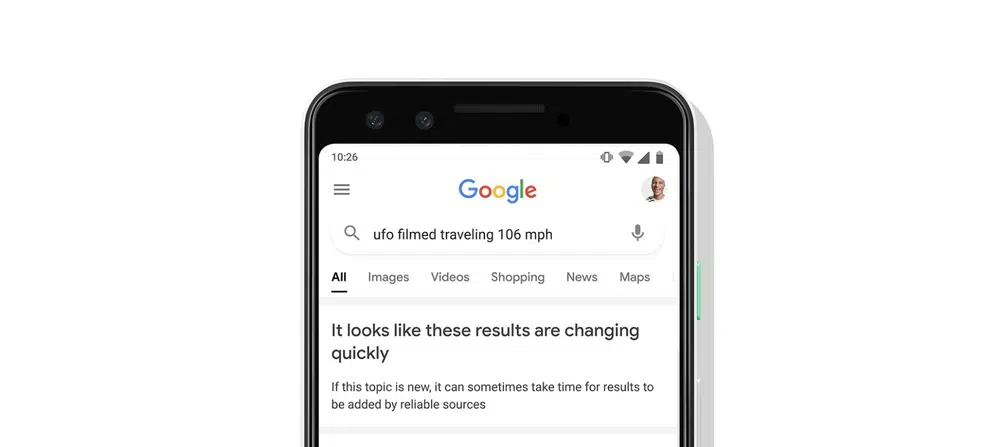 10:26
Google
ufo filmed traveling 106 mph
All Images Videos Shopping News Maps
It looks like these results are changing
quickly
If this topic is new, it can sometimes take time for results to
be added by reliable sources